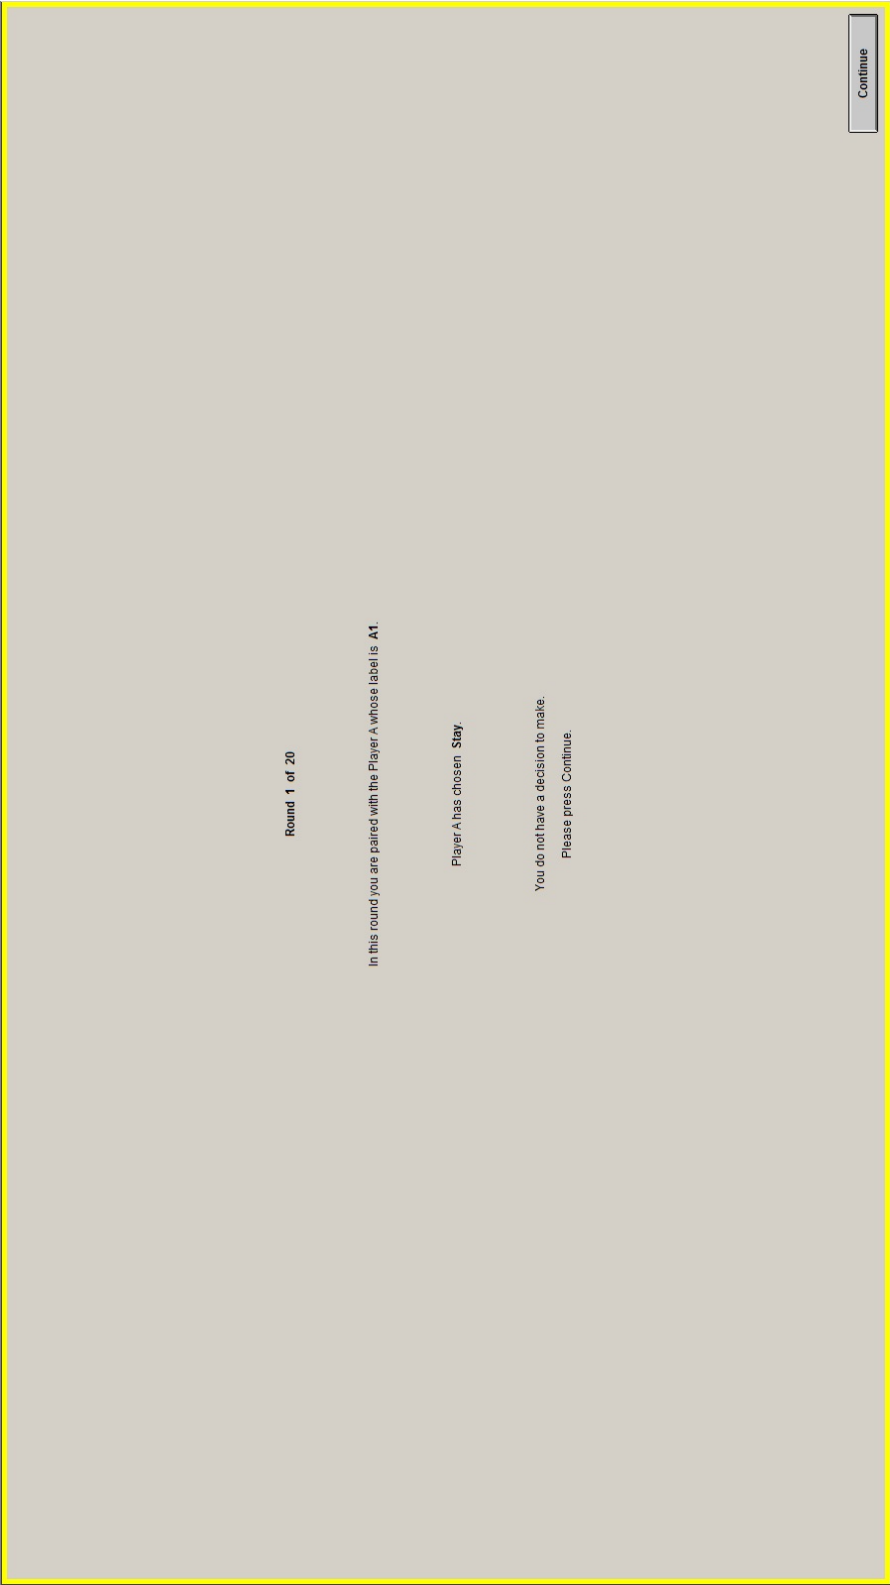 Round 1 of 20
In this round you are paired with the Player A whose label is A1.
Player A has chosen Stay.
You do not have a decision to make.
Please press Continue.
Continue